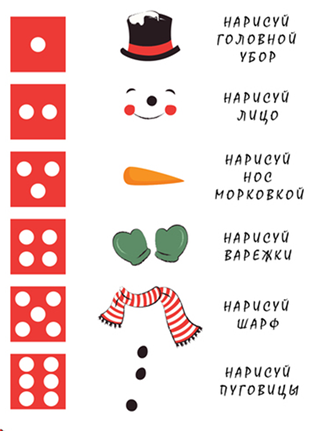 НАРИСУЙ
ГОЛОВНОЙ
УБОР
НАРИСУЙ
ЛИЦО
НАРИСУЙ
НОС
МОРКОВКОЙ
НАРИСУЙ
ВАРЕЖКИ
НАРИСУЙ
ШАРФ
НАРИСУЙ
ПУГОВИЦЫ